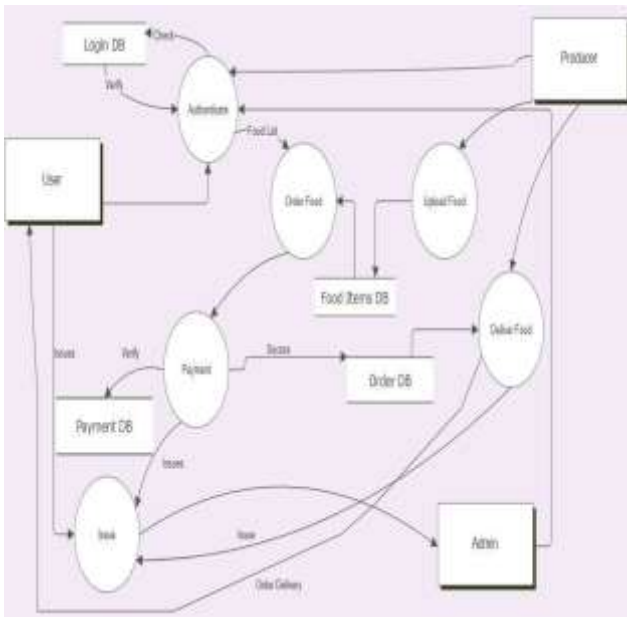 Login DB
Check
Producer
Verify
Authenticate
Food List
User
Order Food
Upload Food
Food Items DB
Deliver Food
Issues
Verify
Payment
Success
Order DB
Payment DB
Issues
Issue
Issue
Admin
Order Delivery